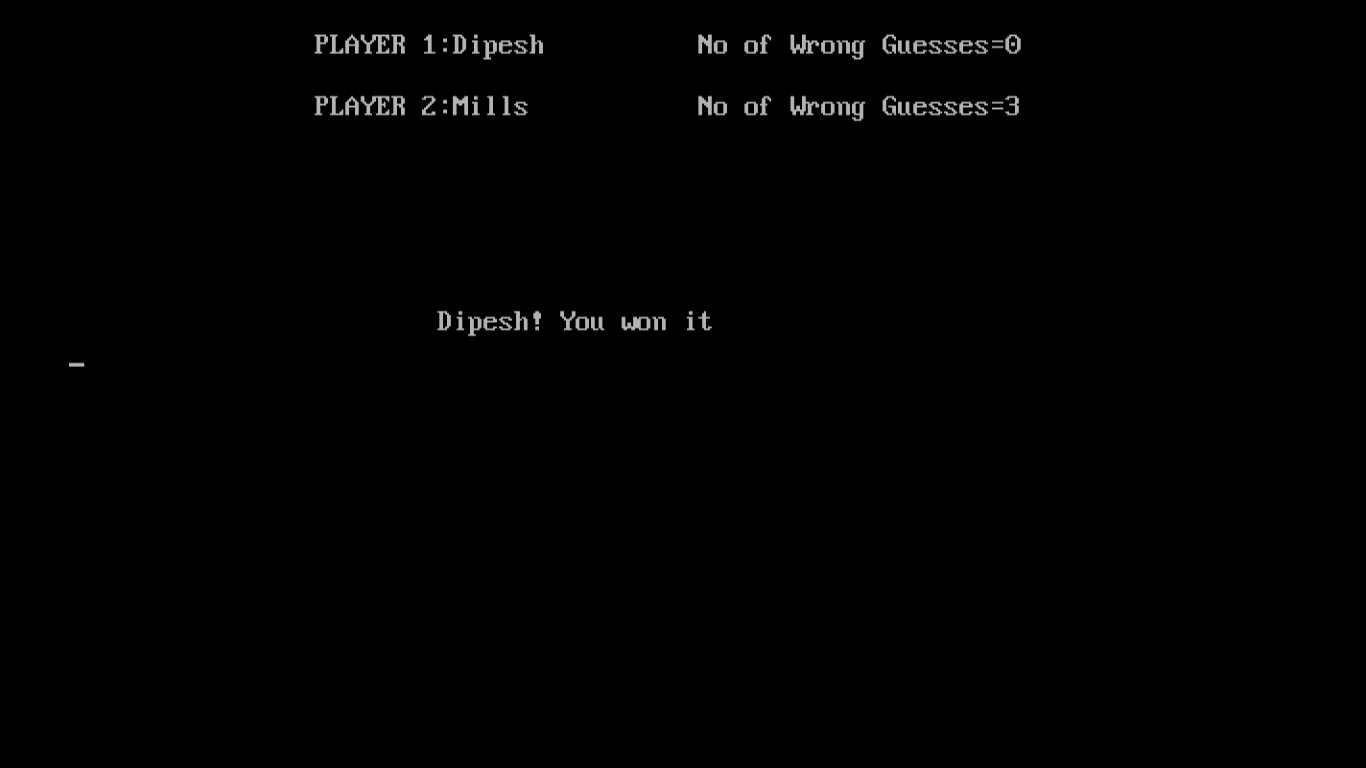 PLAYER 1:Dipesh No of Wrong Guesses=0
PLAYER 2:Mills No of Wrong Guesses=3
Dipesh! You won it